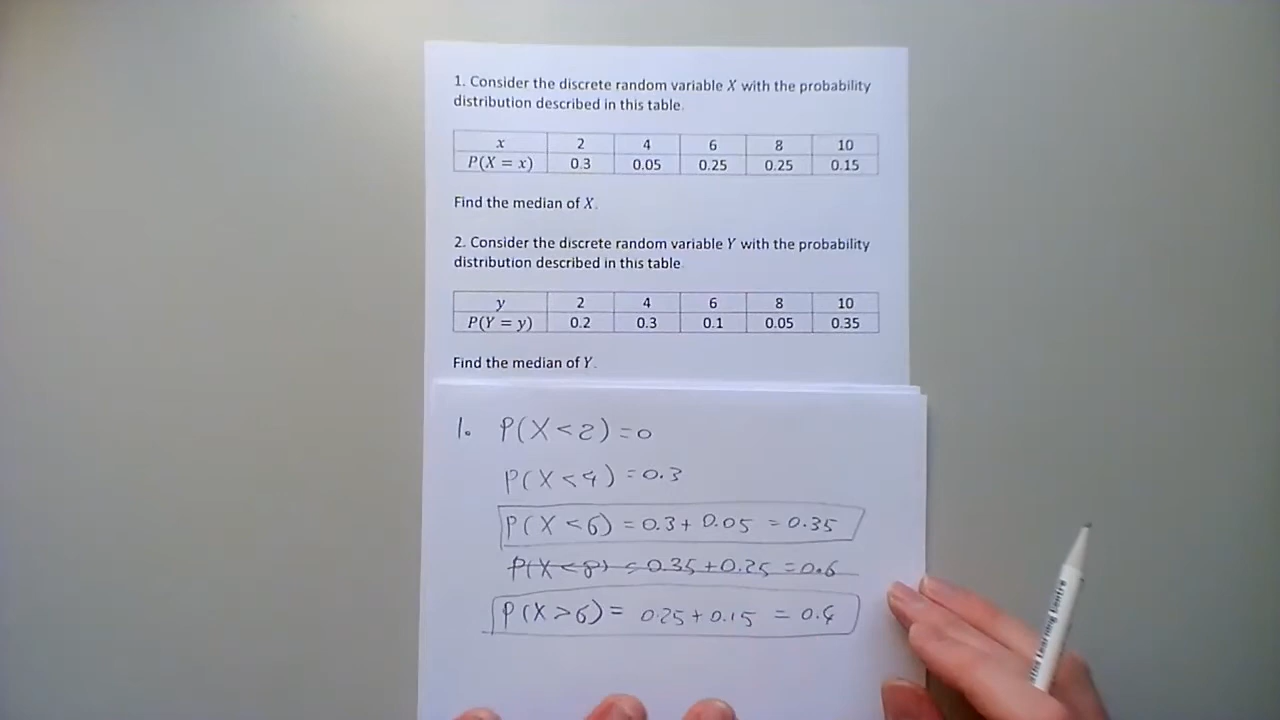 1. Consider the discrete random variable X with the probability
distribution described in this table.
x 2 4 6 8 10
P(X = x) 0.3 0.05 0.25 0.25 0.15
Find the median of X.
2. Consider the discrete random variable Y with the probability
distribution described in this table.
y 2 4 6 8 10
P(Y = y) 0.2 0.3 0.1 0.05 0.35
Find the median of Y.
1. P(X<2)=0
P(X<4)=0.3
P(X<6)=0.3+0.05=0.35
P(X<8)=0.35+0.25=0.6
P(X>6)=0.25+0.15=0.4
Learning Centre